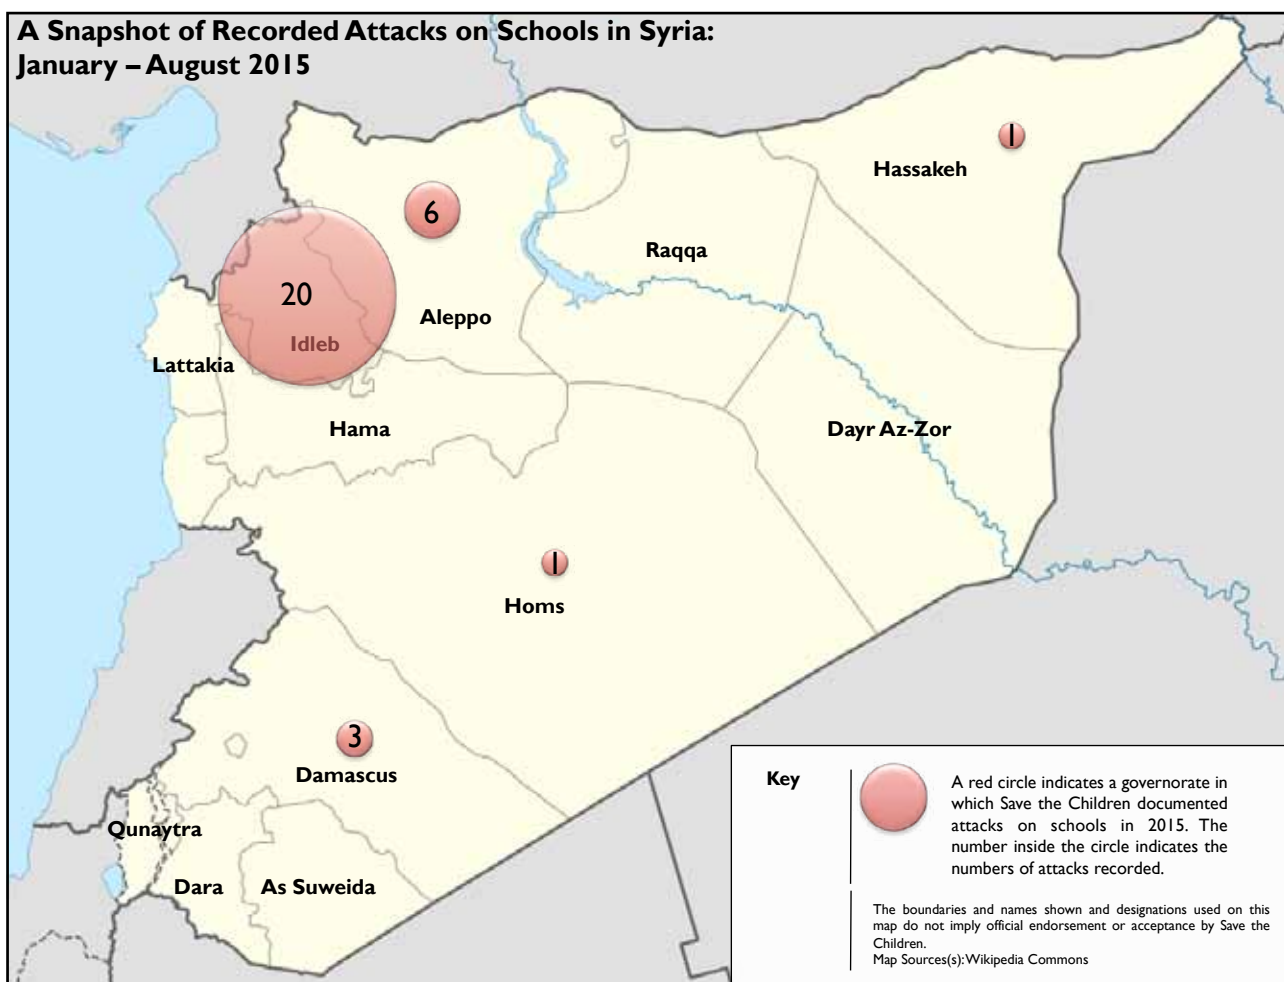 A Snapshot of Recorded Attacks on Schools in Syria:
January – August 2015
1
Hassakeh
6
Raqqa
20
Aleppo
Idleb
Lattakia
Hama
Dayr Az-Zor
1
Homs
3
Damascus
Qunaytra
Dara
As Suweida
Key
A red circle indicates a governorate in
which Save the Children documented
attacks on schools in 2015. The
number inside the circle indicates the
numbers of attacks recorded.
The boundaries and names shown and designations used on this
map do not imply official endorsement or acceptance by Save the
Children.
Map Sources(s): Wikipedia Commons